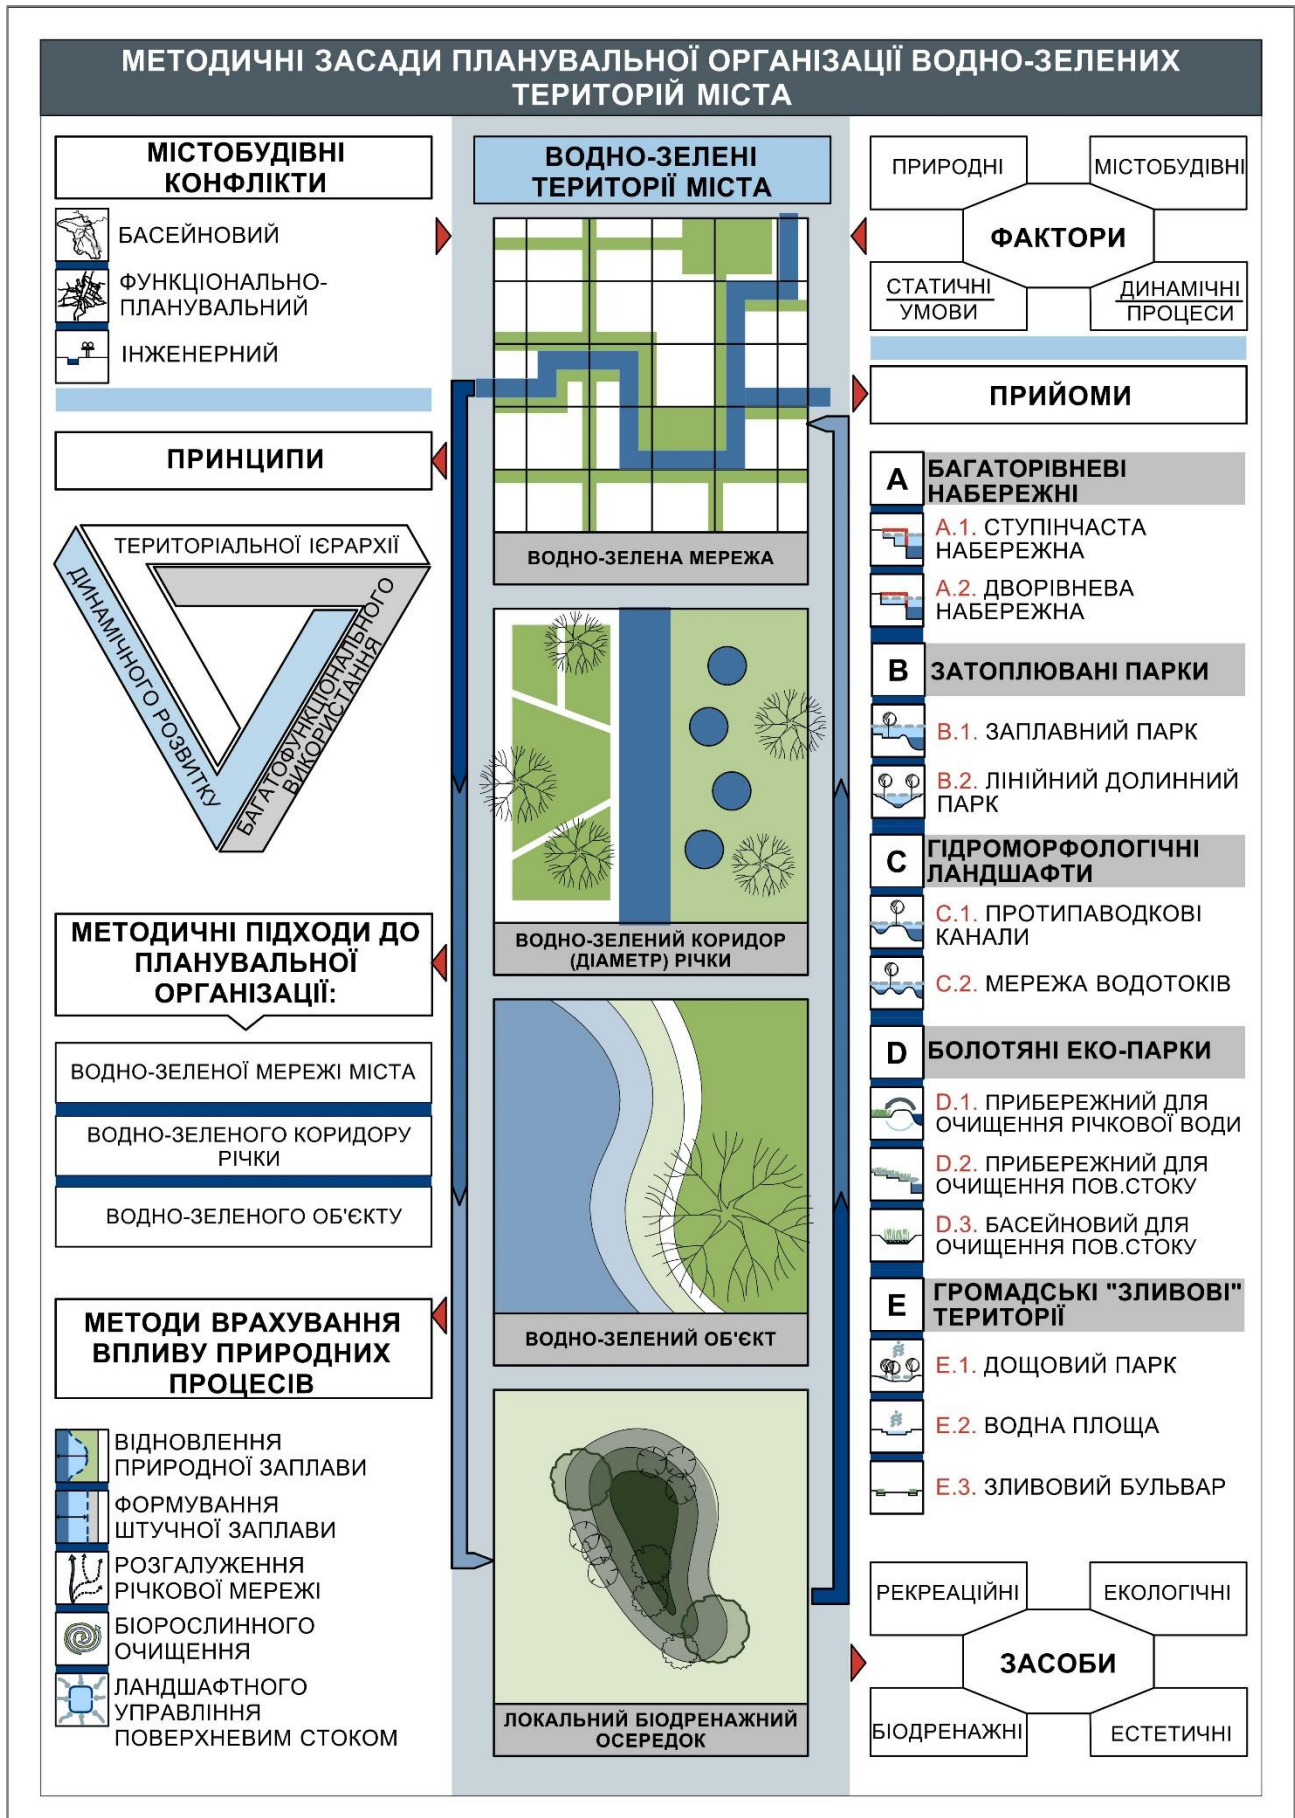 МЕТОДИЧНІ ЗАСАДИ ПЛАНУВАЛЬНОЇ ОРГАНІЗАЦІЇ ВОДНО-ЗЕЛЕНИХ
ТЕРИТОРІЙ МІСТА
МІСТОБУДІВНІ
КОНФЛІКТИ
БАСЕЙНОВИЙ
ФУНКЦІОНАЛЬНО-
ПЛАНУВАЛЬНИЙ
ІНЖЕНЕРНИЙ
ПРИНЦИПИ
ТЕРИТОРІАЛЬНОЇ ІЄРАРХІЇ
ДИНАМІЧНОГО РОЗВИТКУ
БАГАТОФУНКЦІОНАЛЬНОГО
ВИКОРИСТАННЯ
МЕТОДИЧНІ ПІДХОДИ ДО
ПЛАНУВАЛЬНОЇ
ОРГАНІЗАЦІЇ:
ВОДНО-ЗЕЛЕНОЇ МЕРЕЖІ МІСТА
ВОДНО-ЗЕЛЕНОГО КОРИДОРУ
РІЧКИ
ВОДНО-ЗЕЛЕНОГО ОБ'ЄКТУ
МЕТОДИ ВРАХУВАННЯ
ВПЛИВУ ПРИРОДНИХ
ПРОЦЕСІВ
ВІДНОВЛЕННЯ
ПРИРОДНОЇ ЗАПЛАВИ
ФОРМУВАННЯ
ШТУЧНОЇ ЗАПЛАВИ
РОЗГАЛУЖЕННЯ
РІЧКОВОЇ МЕРЕЖІ
БІОРОСЛИННОГО
ОЧИЩЕННЯ
ЛАНДШАФТНОГО
УПРАВЛІННЯ
ПОВЕРХНЕВИМ СТОКОМ
ВОДНО-ЗЕЛЕНІ
ТЕРИТОРІЇ МІСТА
ВОДНО-ЗЕЛЕНА МЕРЕЖА
ВОДНО-ЗЕЛЕНИЙ КОРИДОР
(ДІАМЕТР) РІЧКИ
ВОДНО-ЗЕЛЕНИЙ ОБ'ЄКТ
ЛОКАЛЬНИЙ БІОДРЕНАЖНИЙ
ОСЕРЕДОК
ПРИРОДНІ
МІСТОБУДІВНІ
ФАКТОРИ
СТАТИЧНІ
УМОВИ
ДИНАМІЧНІ
ПРОЦЕСИ
ПРИЙОМИ
A БАГАТОРІВНЕВІ
НАБЕРЕЖНІ
A.1. СТУПІНЧАСТА
НАБЕРЕЖНА
A.2. ДВОРІВНЕВА
НАБЕРЕЖНА
B ЗАТОПЛЮВАНІ ПАРКИ
B.1. ЗАПЛАВНИЙ ПАРК
B.2. ЛІНІЙНИЙ ДОЛИННИЙ
ПАРК
C ГІДРОМОРФОЛОГІЧНІ
ЛАНДШАФТИ
C.1. ПРОТИПАВОДКОВІ
КАНАЛИ
C.2. МЕРЕЖА ВОДОТОКІВ
D БОЛОТЯНІ ЕКО-ПАРКИ
D.1. ПРИБЕРЕЖНИЙ ДЛЯ
ОЧИЩЕННЯ РІЧКОВОЇ ВОДИ
D.2. ПРИБЕРЕЖНИЙ ДЛЯ
ОЧИЩЕННЯ ПОВ.СТОКУ
D.3. БАСЕЙНОВИЙ ДЛЯ
ОЧИЩЕННЯ ПОВ.СТОКУ
E ГРОМАДСЬКІ "ЗЛИВОВІ"
ТЕРИТОРІЇ
E.1. ДОЩОВИЙ ПАРК
E.2. ВОДНА ПЛОЩА
E.3. ЗЛИВОВИЙ БУЛЬВАР
РЕКРЕАЦІЙНІ
ЕКОЛОГІЧНІ
ЗАСОБИ
БІОДРЕНАЖНІ
ЕСТЕТИЧНІ